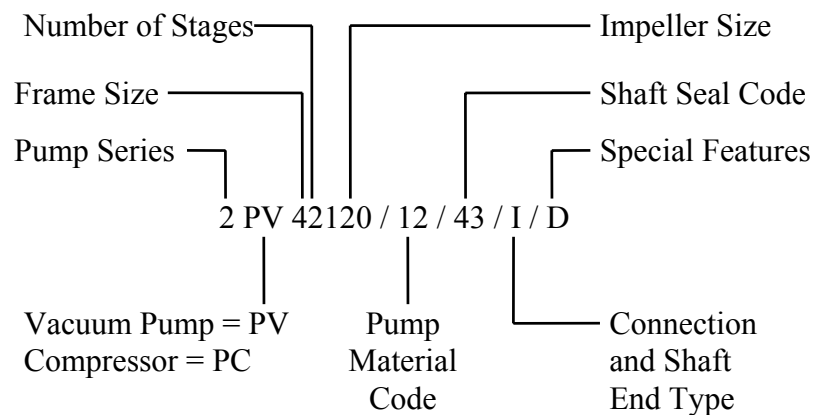 Number of Stages
Impeller Size
Frame Size
Shaft Seal Code
Pump Series
Special Features
2 PV 42120 / 12 / 43 / I / D
Vacuum Pump = PV
Compressor = PC
Pump
Material
Code
Connection
and Shaft
End Type